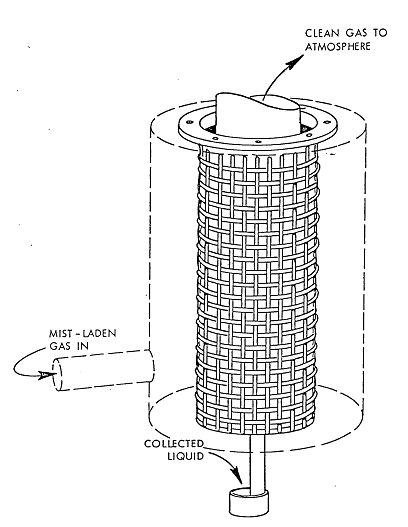 CLEAN GAS TO
ATMOSPHERE
MIST-LADEN
GAS IN
COLLECTED
LIQUID